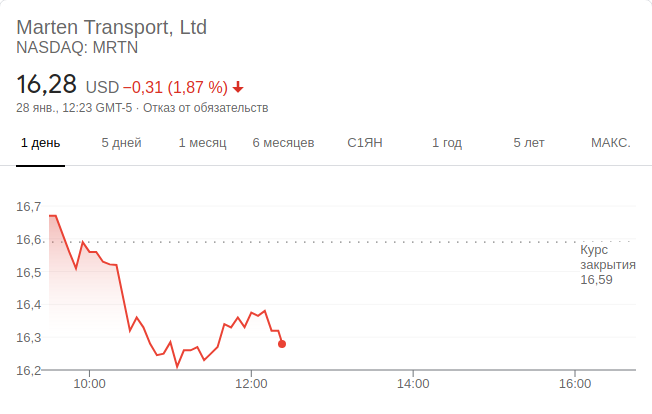 Marten Transport, Ltd
NASDAQ: MRTN
16,28 USD −0,31 (1,87 %)
28 янв., 12:23 GMT-5 · Отказ от обязательств
1 день 5 дней 1 месяц 6 месяцев С1ЯН 1 год 5 лет МАКС.
16,7
16,6
Курс
закрытия
16,5
16,59
16,4
16,3
16,2
10:00 12:00 14:00 16:00